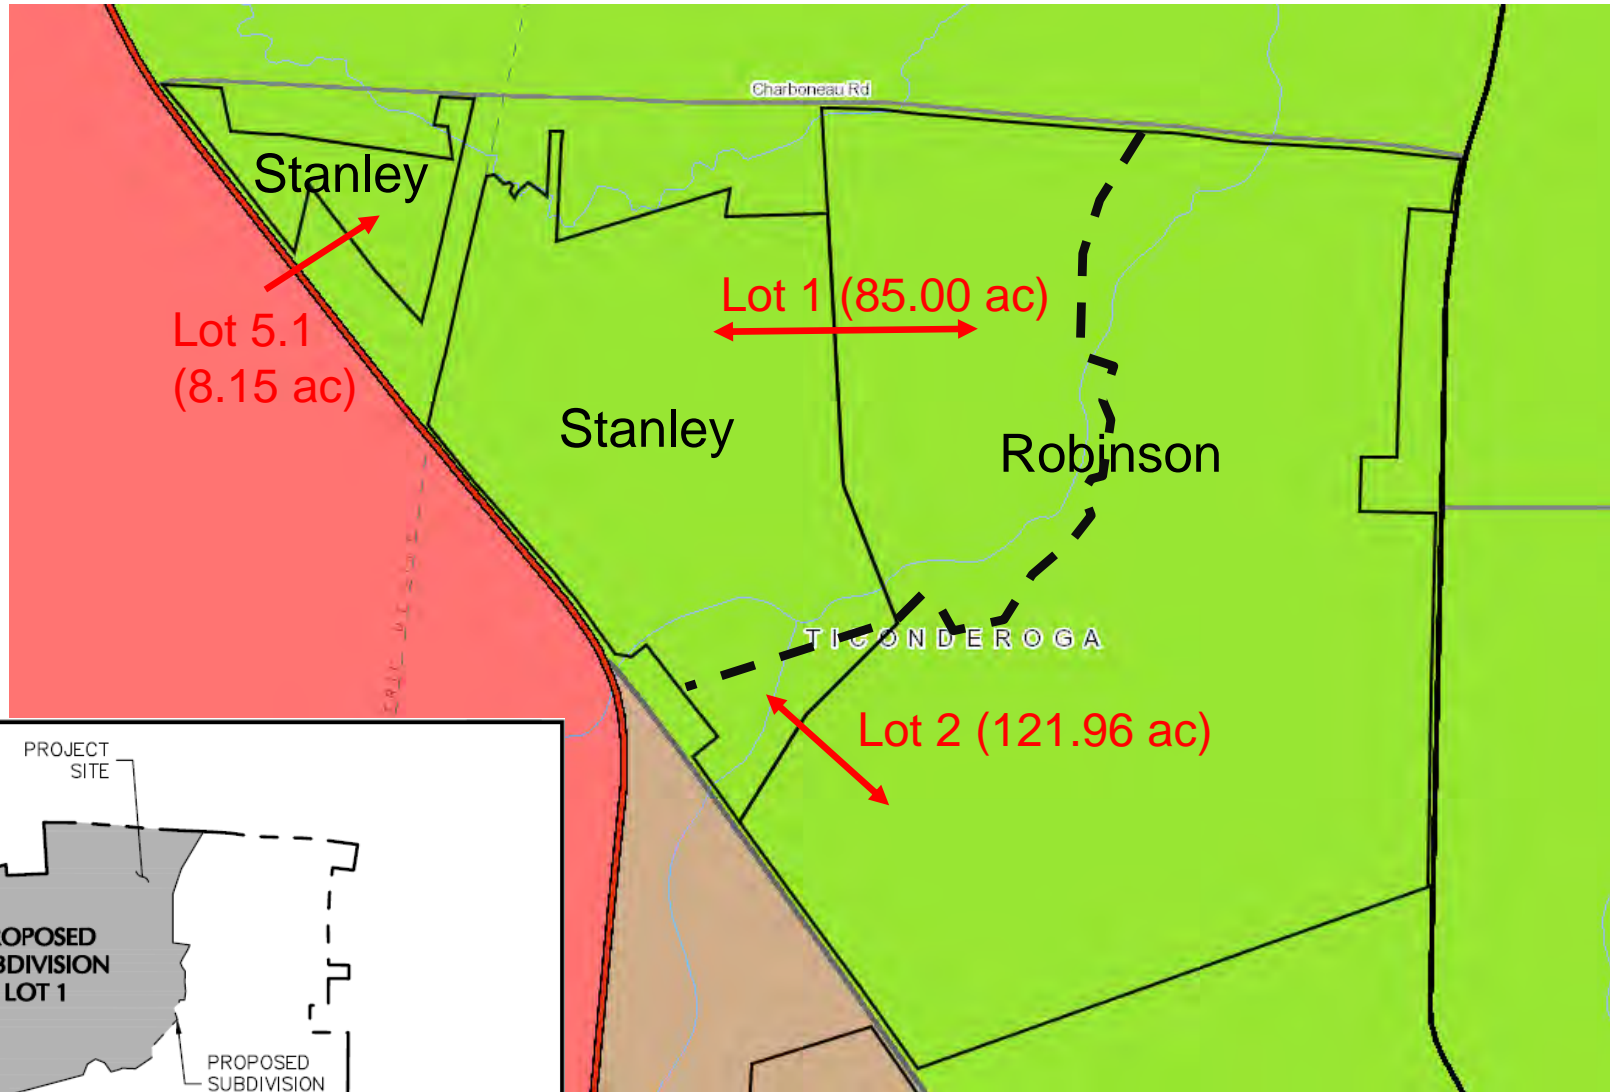 Charboneau Rd
Stanley
Lot 1 (85.00 ac)
Lot 5.1
(8.15 ac)
Stanley
Robinson
TICONDEROGA
Lot 2 (121.96 ac)
PROJECT
SITE
OPOSED
BDIVISION
LOT 1
PROPOSED
SUBDIVISION